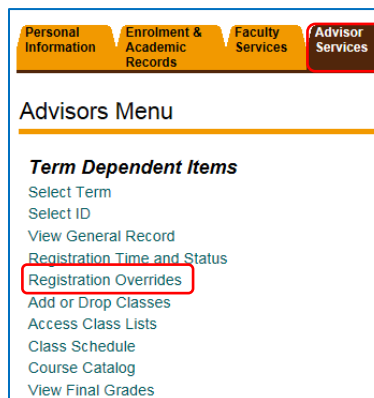 Personal Information
Enrolment & Academic Records
Faculty Services
Advisor Services
Advisors Menu
Term Dependent Items
Select Term
Select ID
View General Record
Registration Time and Status
Registration Overrides
Add or Drop Classes
Access Class Lists
Class Schedule
Course Catalog
View Final Grades